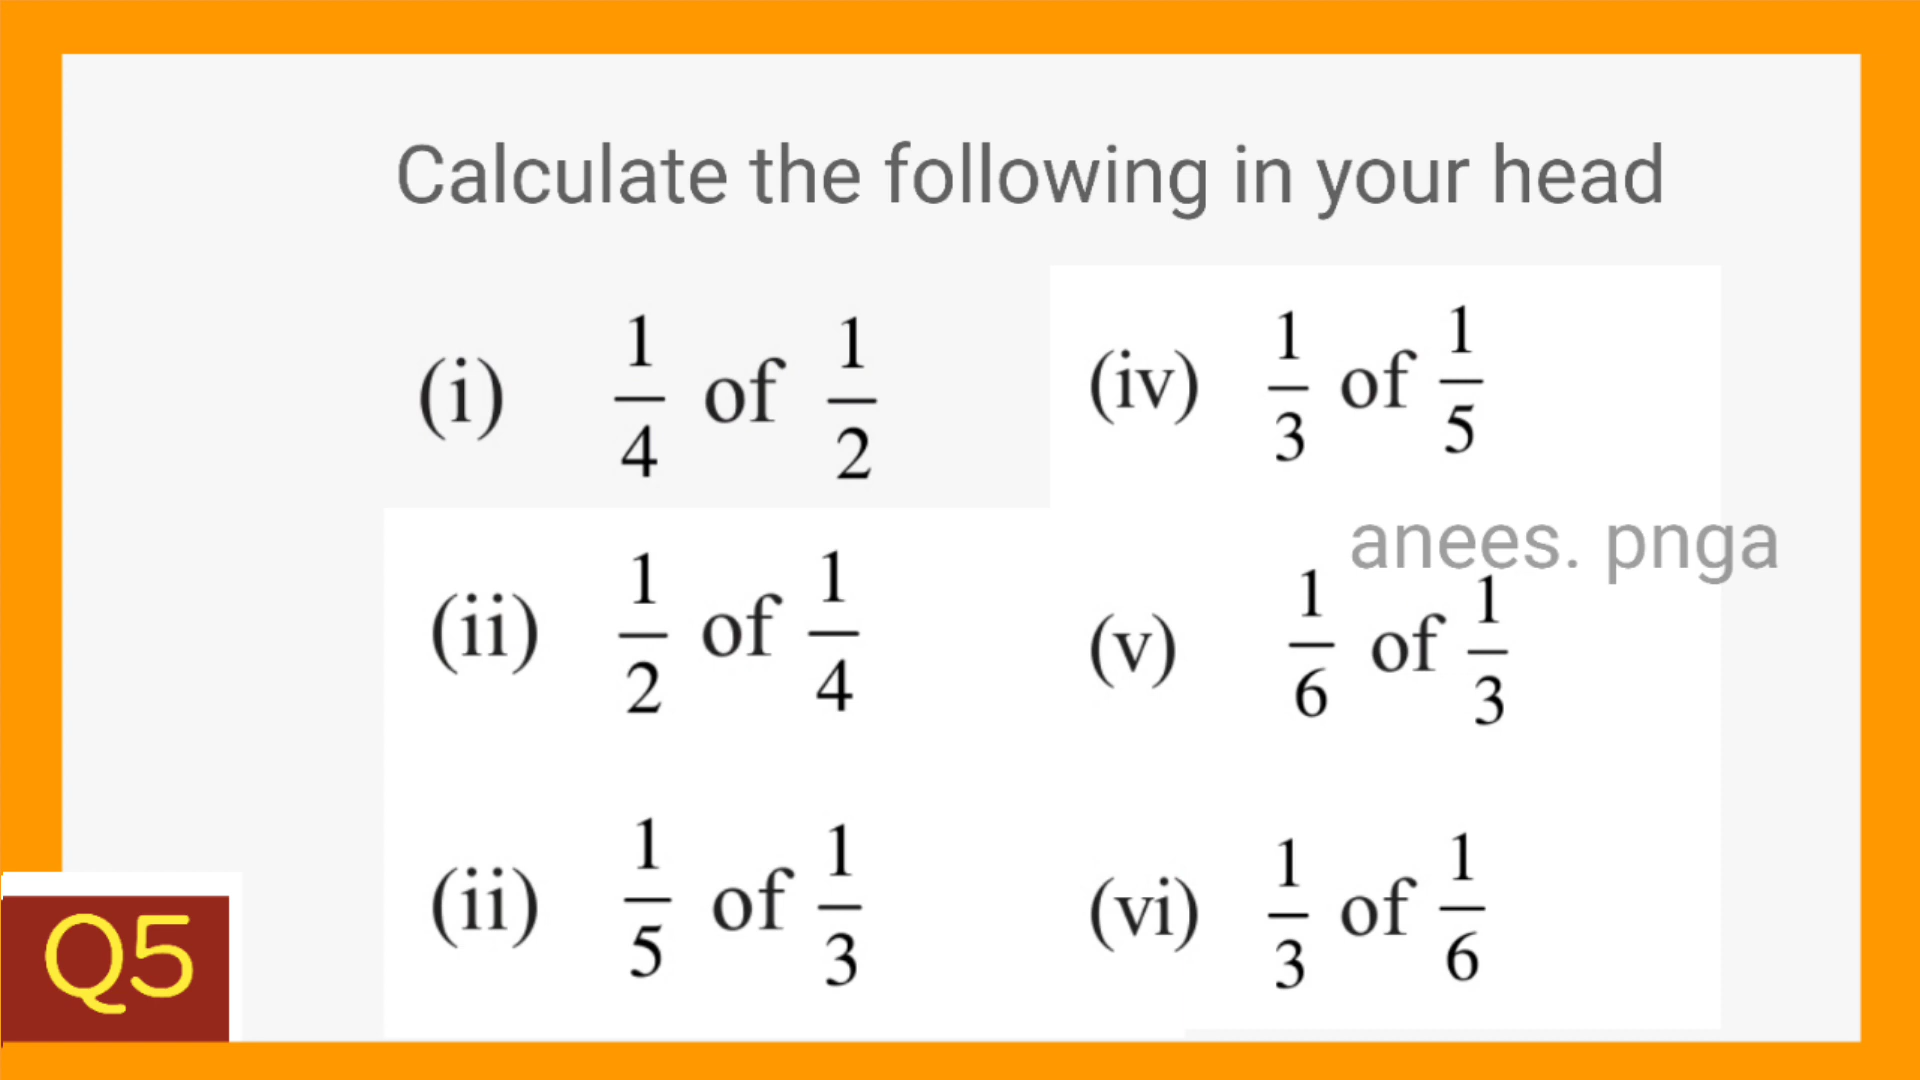 Calculate the following in your head
(i) 1/4 of 1/2
(ii) 1/2 of 1/4
(ii) 1/5 of 1/3
(iv) 1/3 of 1/5
anees. pnga
(v) 1/6 of 1/3
(vi) 1/3 of 1/6
Q5